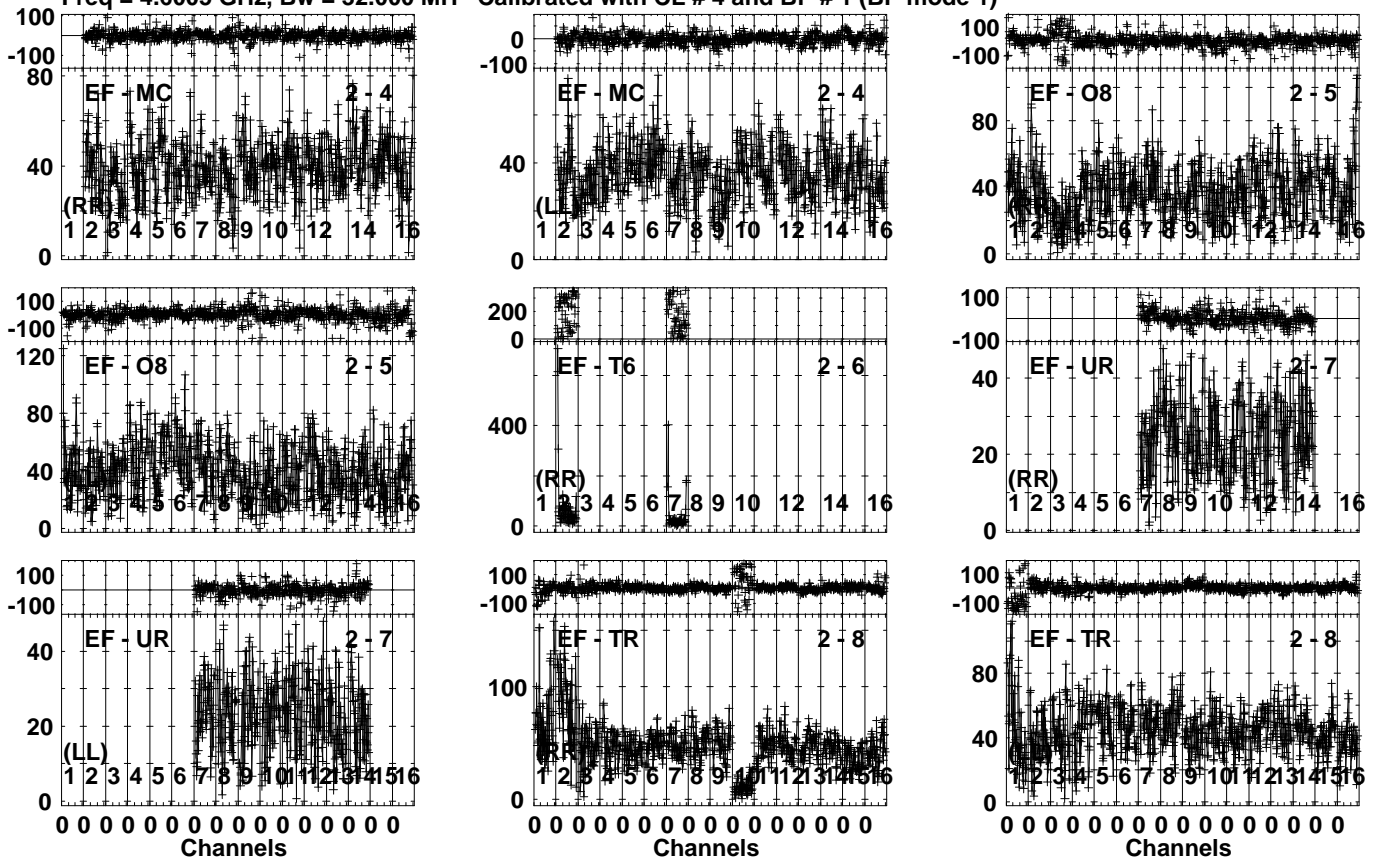 Freq = 4.6005 GHz, Bw = 32.000 MH Calibrated with CL # 4 and BP # 1 (BP mode 1)
100
-100
80
40
0
EF - MC 2 - 4
(RR)
1 2 3 4 5 6 7 8 9 10 12 14 16
0
-100
40
0
EF - MC 2 - 4
(LL)
1 2 3 4 5 6 7 8 9 10 12 14 16
100
-100
80
40
0
EF - O8 2 - 5
1 2 3 4 5 6 7 8 9 10 12 14 16
100
-100
120
80
40
0
EF - O8 2 - 5
1 2 3 4 5 6 7 8 9 10 12 14 16
200
0
400
0
EF - T6 2 - 6
(RR)
1 2 3 4 5 6 7 8 9 10 12 14 16
100
-100
40
20
0
EF - UR 2 - 7
(RR)
1 2 3 4 5 6 7 8 9 10 12 14 16
100
-100
40
20
0
EF - UR 2 - 7
(LL)
1 2 3 4 5 6 7 8 9 10 11 12 13 14 15 16
100
-100
100
0
EF - TR 2 - 8
(RR)
1 2 3 4 5 6 7 8 9 10 11 12 13 14 15 16
100
-100
80
40
0
EF - TR 2 - 8
1 2 3 4 5 6 7 8 9 10 11 12 13 14 15 16
0 0 0 0 0 0 0 0 0 0 0 0 0 0 0 0 0 0 0 0 0 0 0 0 0 0 0 0 0 0 0 0 0 0 0 0 0 0 0 0 0 0 0 0 0 0 0 0
Channels Channels Channels